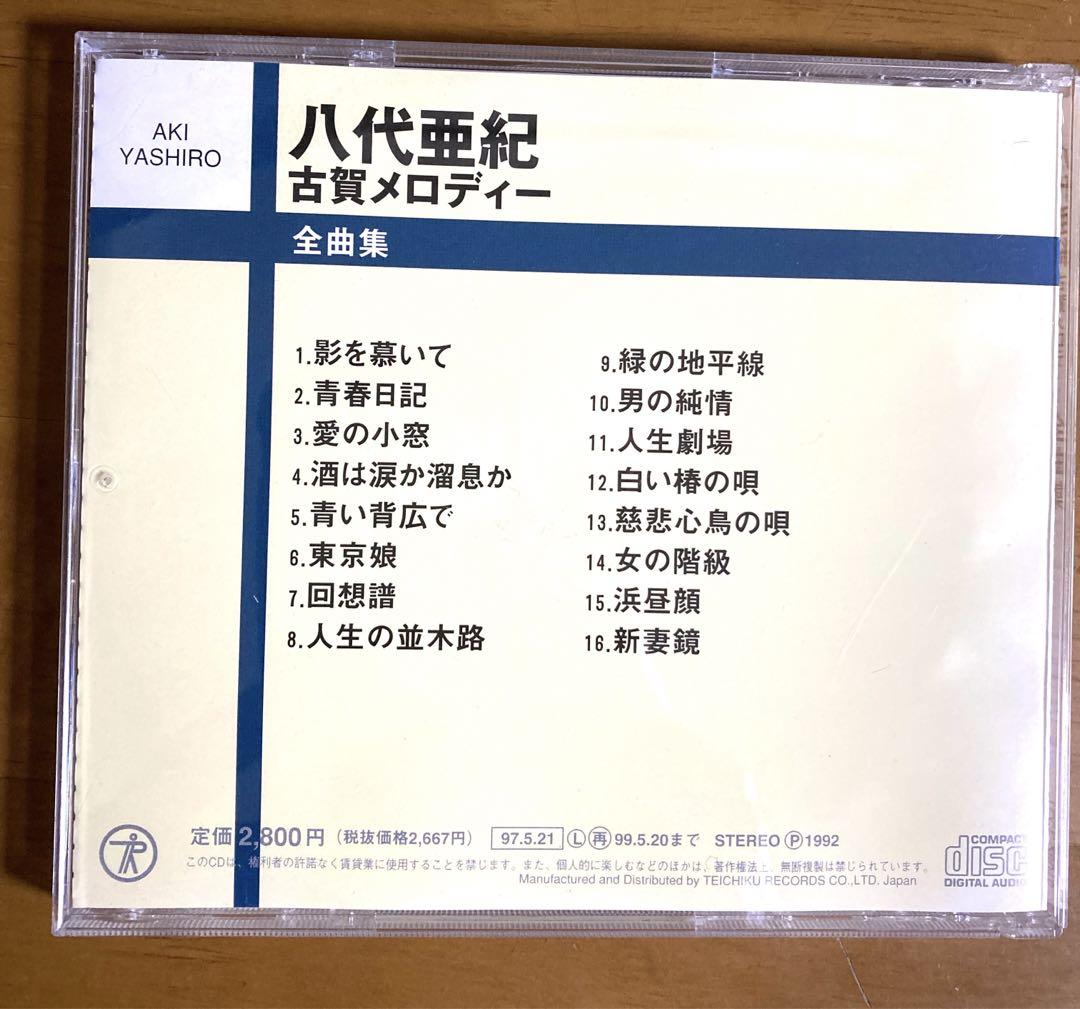 AKI
YASHIRO
八代亜紀
古賀メロディー
全曲集
1.影を慕いて
2.青春日記
3.愛の小窓
4.酒は涙か溜息か
5.青い背広で
6.東京娘
7.回想譜
8.人生の並木路
9.緑の地平線
10.男の純情
11.人生劇場
12.白い椿の唄
13.慈悲心鳥の唄
14.女の階級
15.浜昼顔
16.新妻鏡
定価2,800円(税抜価格2,667円) 97.5.21 Ⓛ ㊢99.5.20まで STEREO Ⓟ1992
このCDは、権利者の許諾なく賃貸業に使用することを禁じます。また、個人的に楽しむなどのほかは、著作権法上、無断複製は禁じられています。
Manufactured and Distributed by TEICHIKU RECORDS CO.,LTD. Japan
COMPACT
disc
DIGITAL AUDIO